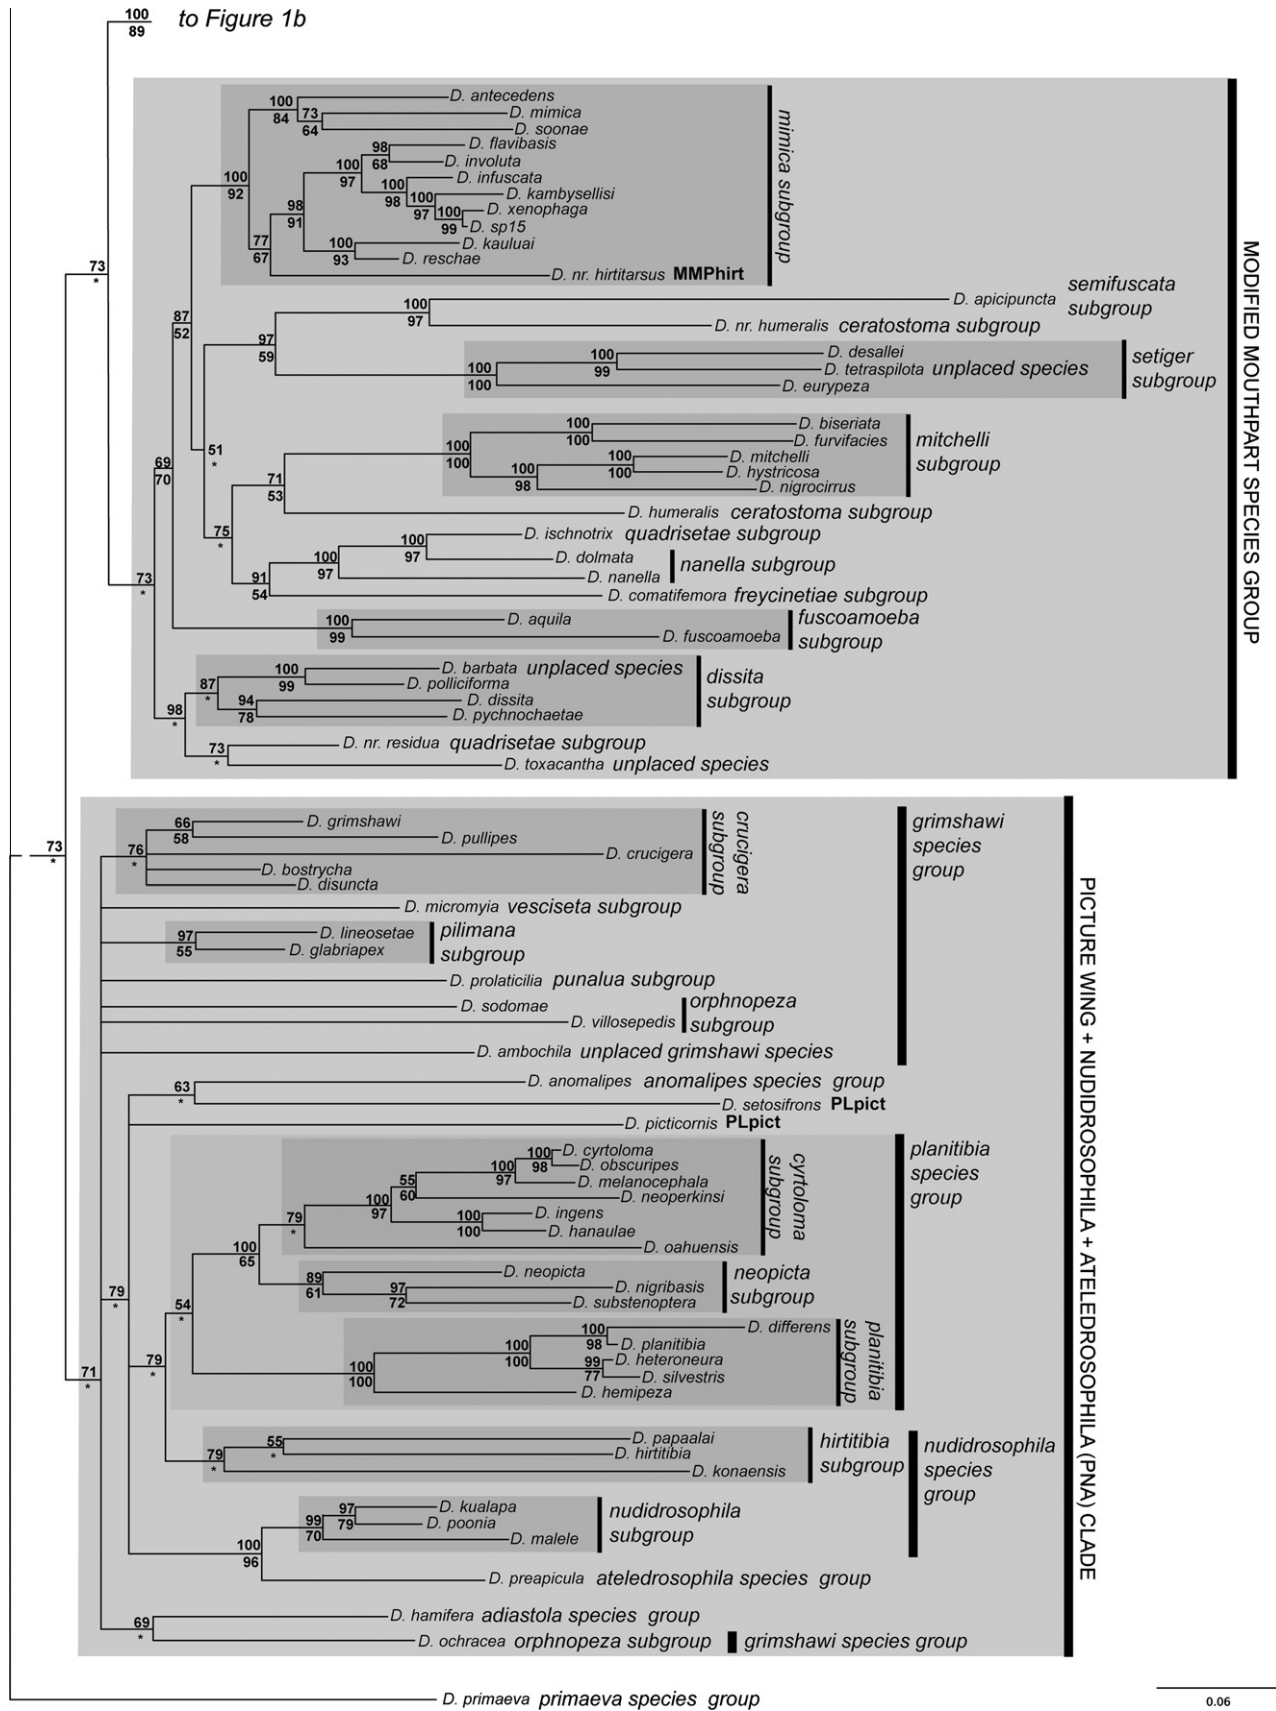 100
89
to Figure 1b
D. antecedens
100
84
73
64
D. mimica
D. soonae
98
68
D. flavibasis
D. involuta
100
97
D. infuscata
100
98
D. kambysellisi
100
97
D. xenophaga
100
99
D. sp15
100
92
98
91
D. kauluai
100
93
D. reschae
77
67
D. nr. hirtitarsus MMPhirt
mimica subgroup
73
*
semifuscata
subgroup
100
97
D. apicipuncta
D. nr. humeralis ceratostoma subgroup
87
52
97
59
D. desallei
100
99
D. tetraspilota unplaced species
100
100
D. eurypeza
setiger
subgroup
D. biseriata
100
100
D. furvifacies
100
100
D. mitchelli
100
100
D. hystricosa
100
98
D. nigrocirrus
mitchelli
subgroup
51
*
69
70
71
53
D. humeralis ceratostoma subgroup
75
*
D. ischnotrix quadrisetae subgroup
100
97
D. dolmata
100
97
D. nanella
nanella subgroup
91
54
D. comatifemora freycinetiae subgroup
73
*
D. aquila
100
99
D. fuscoamoeba
fuscoamoeba
subgroup
D. barbata unplaced species
100
99
D. polliciforma
87
*
D. dissita
94
78
D. pychnochaetae
dissita
subgroup
98
*
D. nr. residua quadrisetae subgroup
73
*
D. toxacantha unplaced species
MODIFIED MOUTHPART SPECIES GROUP
73
*
D. grimshawi
66
58
D. pullipes
76
*
D. crucigera
D. bostrycha
D. disuncta
crucigera
subgroup
grimshawi
species
group
D. micromyia vesciseta subgroup
D. lineosetae
97
55
D. glabriapex
pilimana
subgroup
D. prolaticilia punalua subgroup
D. sodomae
D. villosepedis
orphnopeza
subgroup
D. ambochila unplaced grimshawi species
63
*
D. anomalipes anomalipes species group
D. setosifrons PLpict
D. picticornis PLpict
D. cyrtoloma
100
98
D. obscuripes
100
97
D. melanocephala
55
60
D. neoperkinsi
100
97
D. ingens
100
100
D. hanaulae
79
*
D. oahuensis
cyrtoloma
subgroup
planitibia
species
group
100
65
D. neopicta
89
61
D. nigribasis
97
72
D. substenoptera
neopicta
subgroup
79
*
54
*
D. differens
100
98
D. planitibia
100
100
D. heteroneura
99
77
D. silvestris
100
100
D. hemipeza
planitibia
subgroup
79
*
71
*
D. papaalai
55
*
D. hirtitibia
79
*
D. konaensis
hirtitibia
subgroup
nudidrosophila
species
group
D. kualapa
97
79
D. poonia
99
70
D. malele
nudidrosophila
subgroup
100
96
D. preapicula ateledrosophila species group
D. hamifera adiastola species group
69
*
D. ochracea orphnopeza subgroup
grimshawi species group
PICTURE WING + NUDIDROSOPHILA + ATELEDROSOPHILA (PNA) CLADE
D. primaeva primaeva species group
0.06